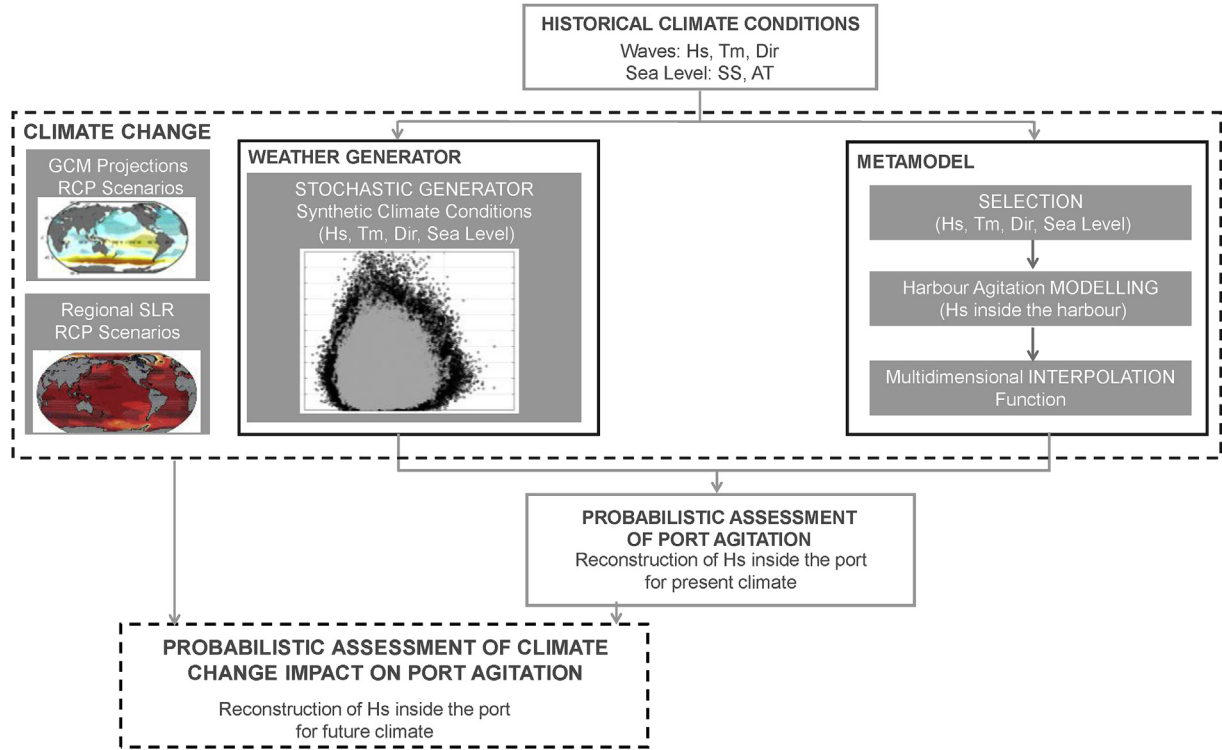 HISTORICAL CLIMATE CONDITIONS
Waves: Hs, Tm, Dir
Sea Level: SS, AT
CLIMATE CHANGE
GCM Projections
RCP Scenarios
Regional SLR
RCP Scenarios
WEATHER GENERATOR
STOCHASTIC GENERATOR
Synthetic Climate Conditions
(Hs, Tm, Dir, Sea Level)
METAMODEL
SELECTION
(Hs, Tm, Dir, Sea Level)
Harbour Agitation MODELLING
(Hs inside the harbour)
Multidimensional INTERPOLATION
Function
PROBABILISTIC ASSESSMENT
OF PORT AGITATION
Reconstruction of Hs inside the port
for present climate
PROBABILISTIC ASSESSMENT OF CLIMATE
CHANGE IMPACT ON PORT AGITATION
Reconstruction of Hs inside the port
for future climate